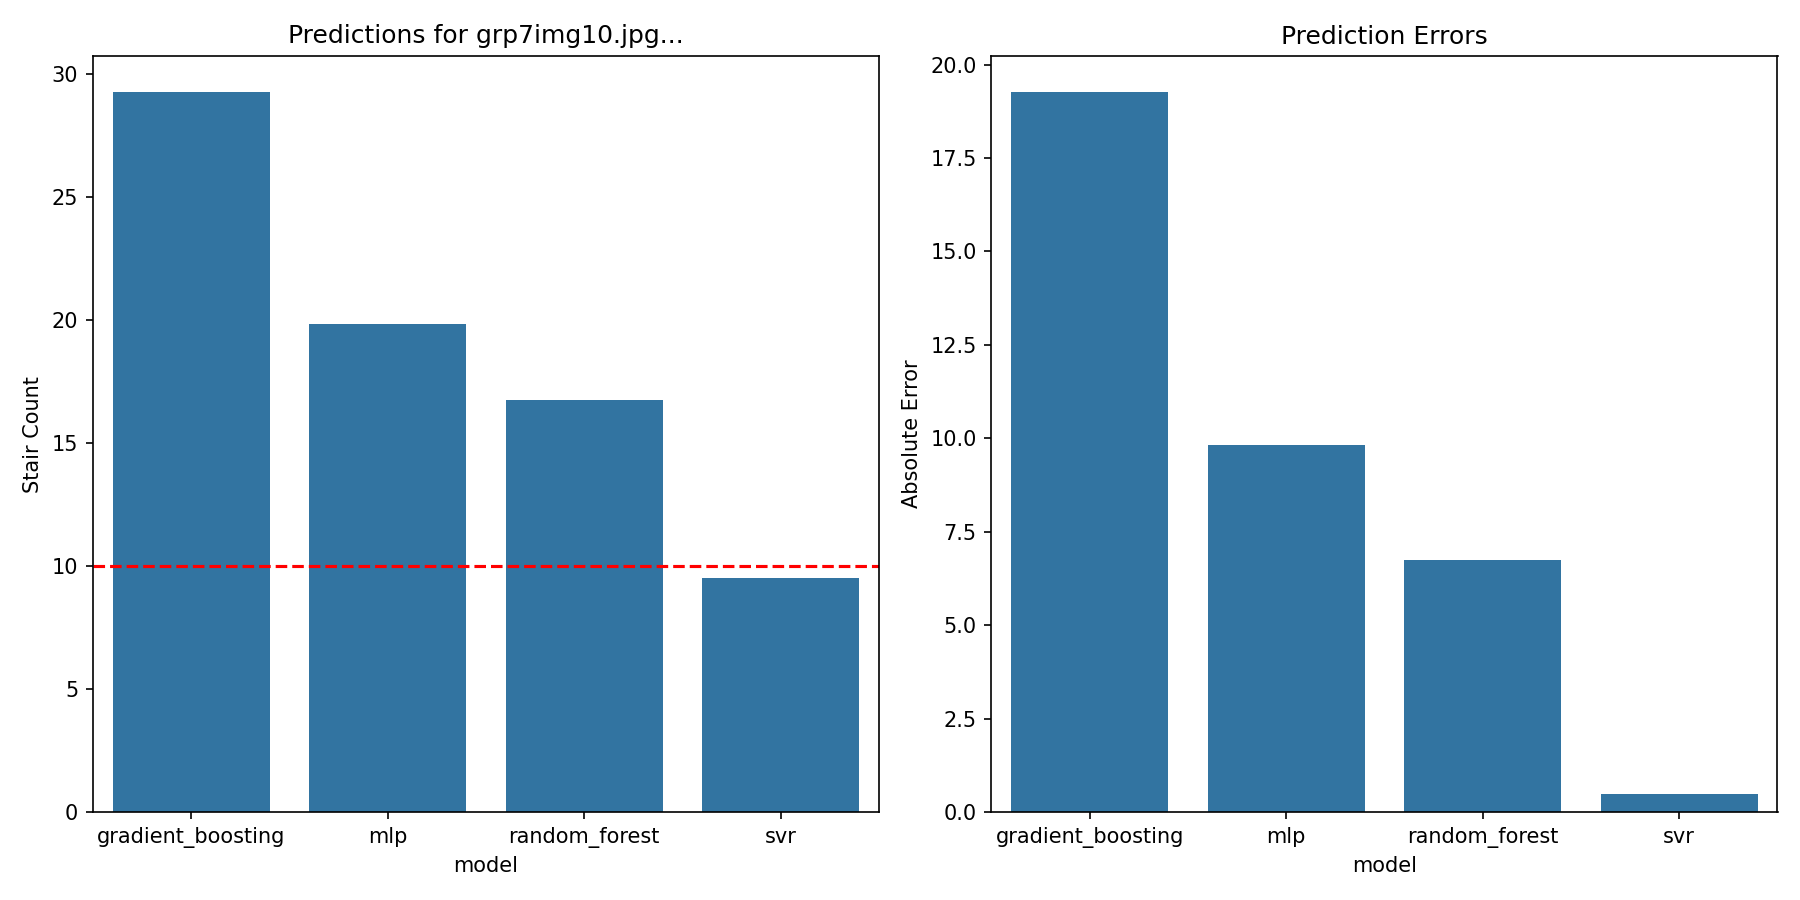 Predictions for grp7img10.jpg...
30
25
20
15
10
5
0
Stair Count
gradient_boosting mlp random_forest svr
model
Prediction Errors
20.0
17.5
15.0
12.5
10.0
7.5
5.0
2.5
0.0
Absolute Error
gradient_boosting mlp random_forest svr
model